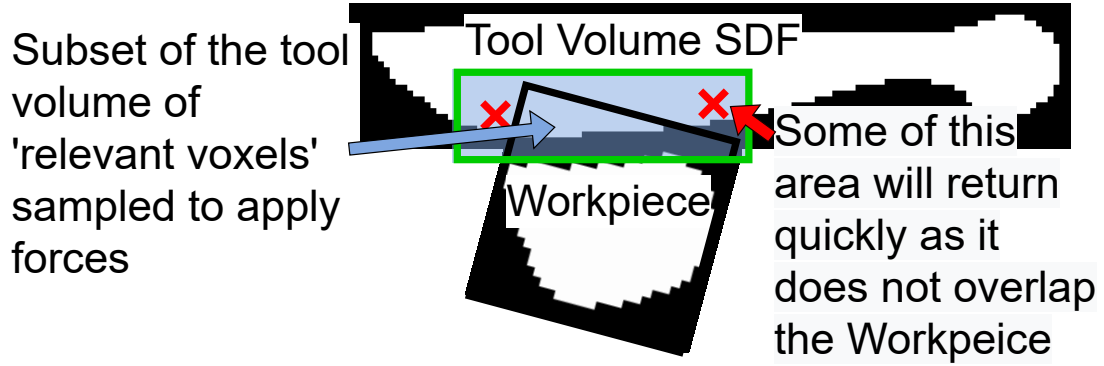 Subset of the tool
volume of
'relevant voxels'
sampled to apply
forces
Tool Volume SDF
Workpiece
Some of this
area will return
quickly as it
does not overlap
the Workpeice